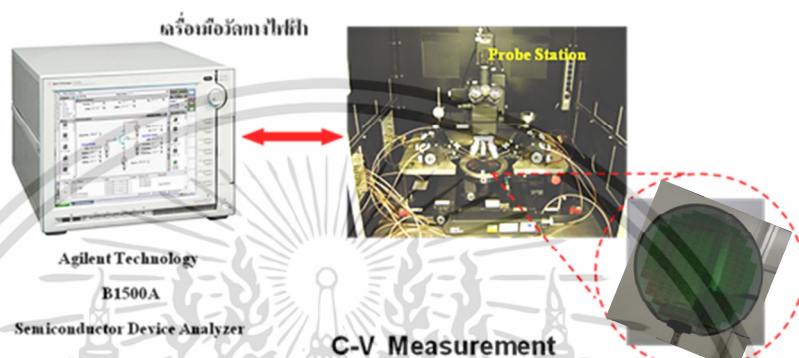 เครื่องมือวัดทางไฟฟ้า
Probe Station
Agilent Technology
B1500A
Semiconductor Device Analyzer
C-V Measurement